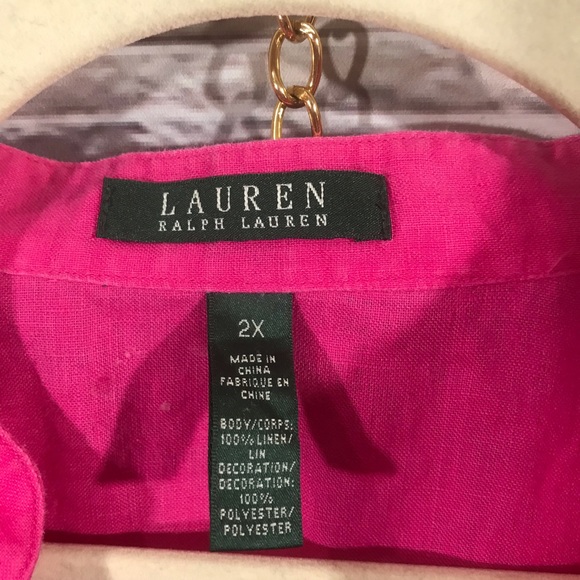 LAUREN
RALPH LAUREN
2X
MADE IN
CHINA
FABRIQUE EN
CHINE
BODY/CORPS:
100% LINEN/
LIN
DECORATION/
DECORATION:
100%
POLYESTER/
POLYESTER